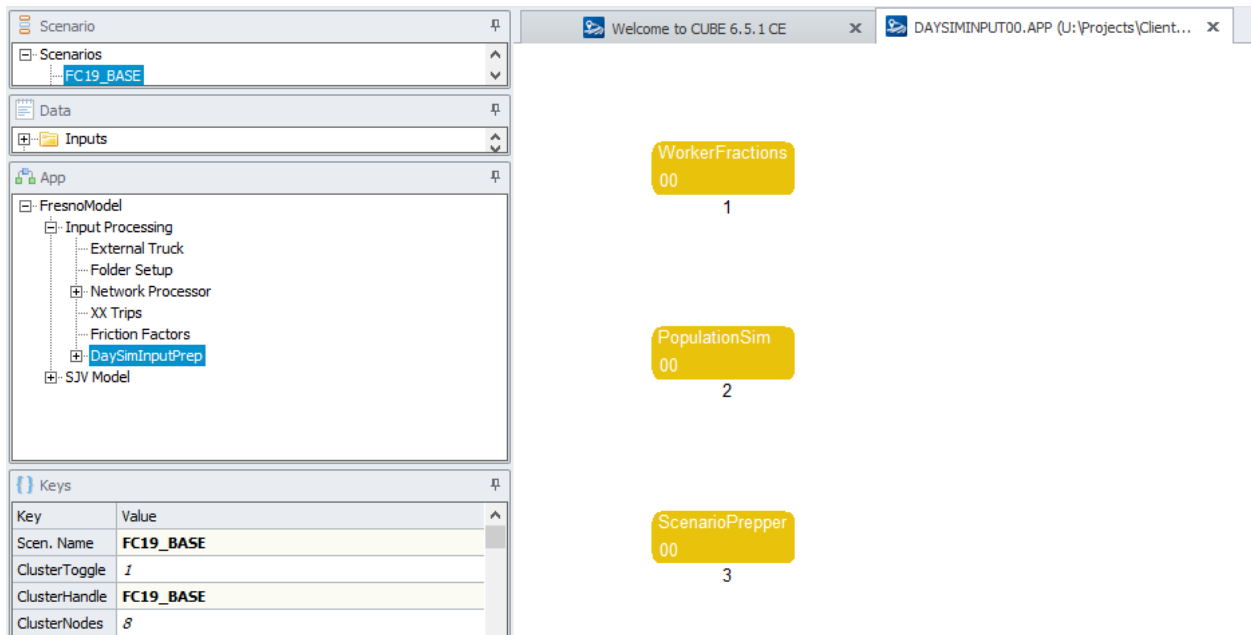 Scenario
Scenarios
FC19_BASE
Data
Inputs
App
FresnoModel
Input Processing
External Truck
Folder Setup
Network Processor
XX Trips
Friction Factors
DaySimInputPrep
SJV Model
Keys
Key Value
Scen. Name FC19_BASE
ClusterToggle 1
ClusterHandle FC19_BASE
ClusterNodes 8
Welcome to CUBE 6.5.1 CE
DAYSIMINPUT00.APP (U:\Projects\Client...
WorkerFractions
00
1
PopulationSim
00
2
ScenarioPrepper
00
3